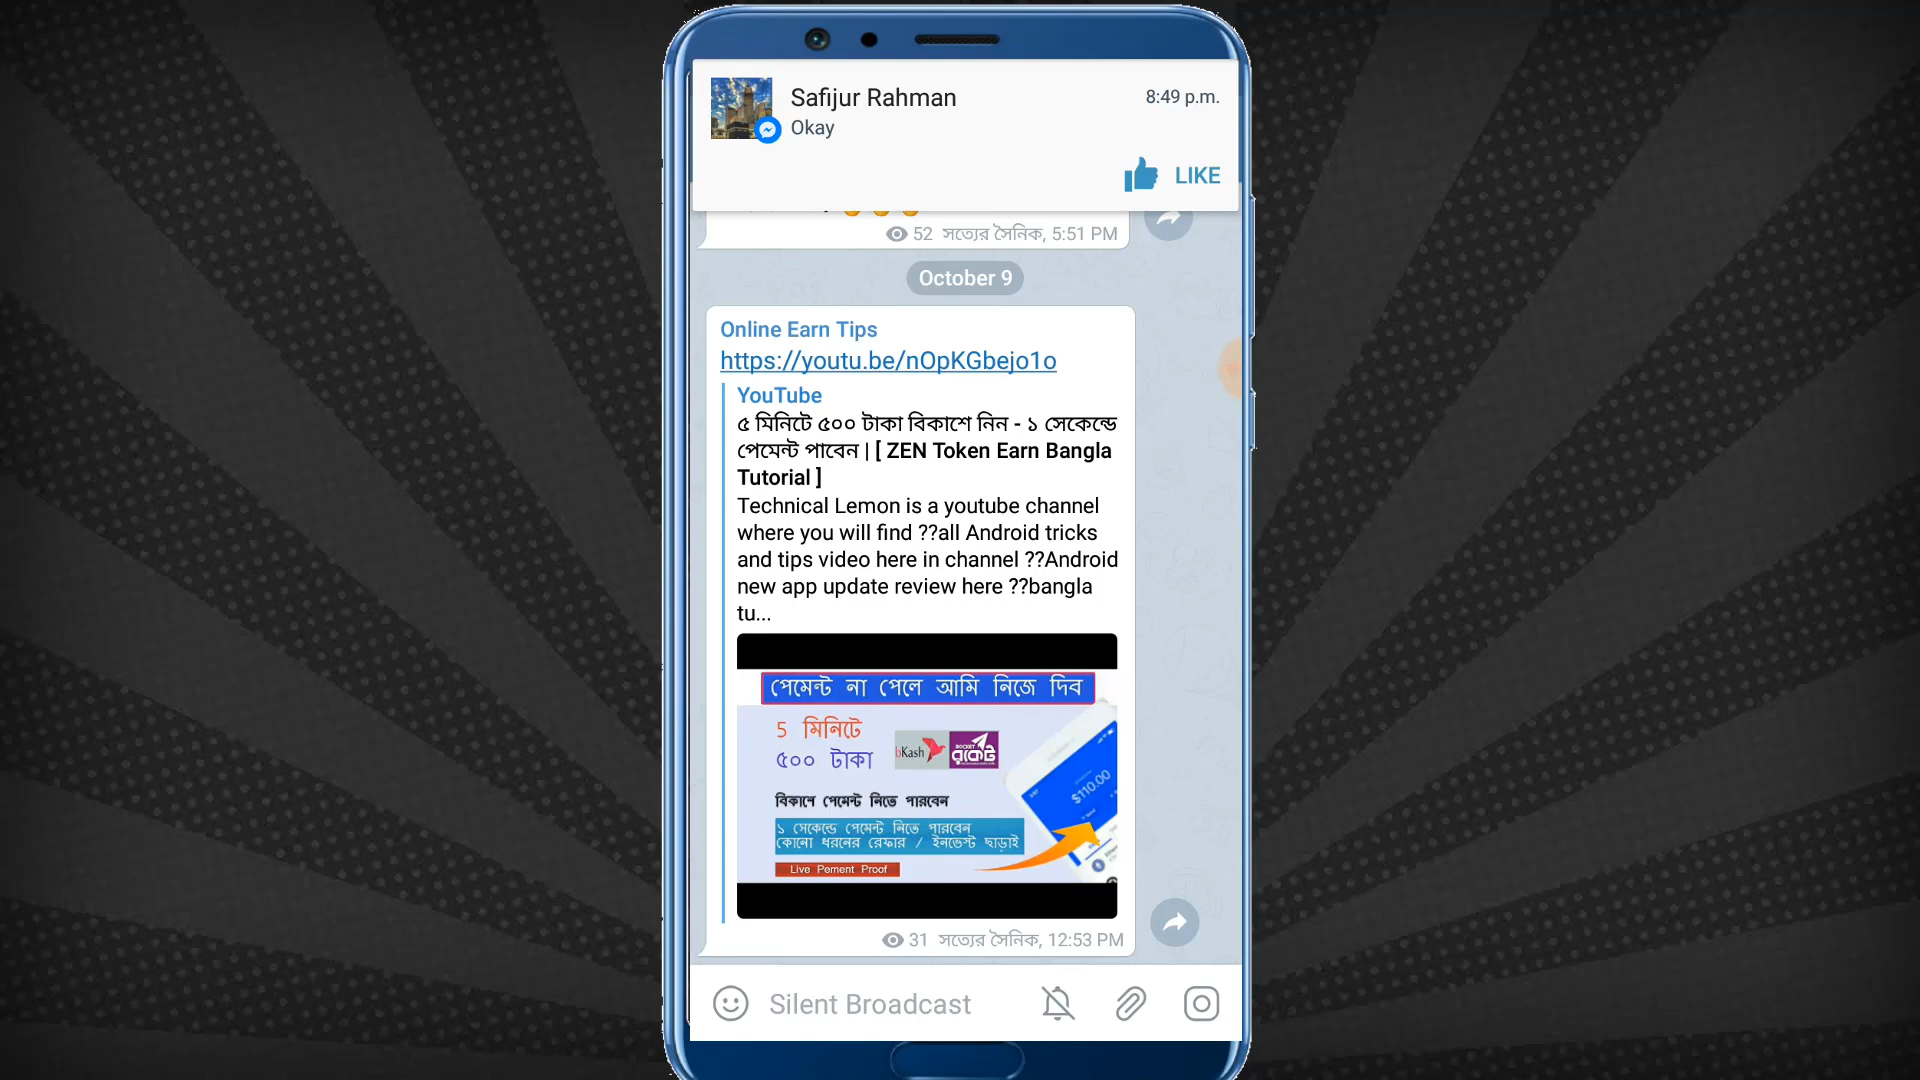 Safijur Rahman
8:49 p.m.
Okay
LIKE
52 সত্যের সৈনিক, 5:51 PM
October 9
Online Earn Tips
https://youtu.be/nOpKGbejo1o
YouTube
৫ মিনিটে ৫০০ টাকা বিকাশে নিন - ১ সেকেন্ডে
পেমেন্ট পাবেন | [ ZEN Token Earn Bangla
Tutorial ]
Technical Lemon is a youtube channel
where you will find ??all Android tricks
and tips video here in channel ??Android
new app update review here ??bangla
tu...
পেমেন্ট না পেলে আমি নিজে দিব
5 মিনিটে
৫০০ টাকা
bKash
ROCKET
রকেট
$110.00
বিকাশে পেমেন্ট নিতে পারবেন
১ সেকেন্ডে পেমেন্ট নিতে পারবেন
কোনো ধরনের রেফার / ইনভেস্ট ছাড়াই
Live Pement Proof
31 সত্যের সৈনিক, 12:53 PM
Silent Broadcast